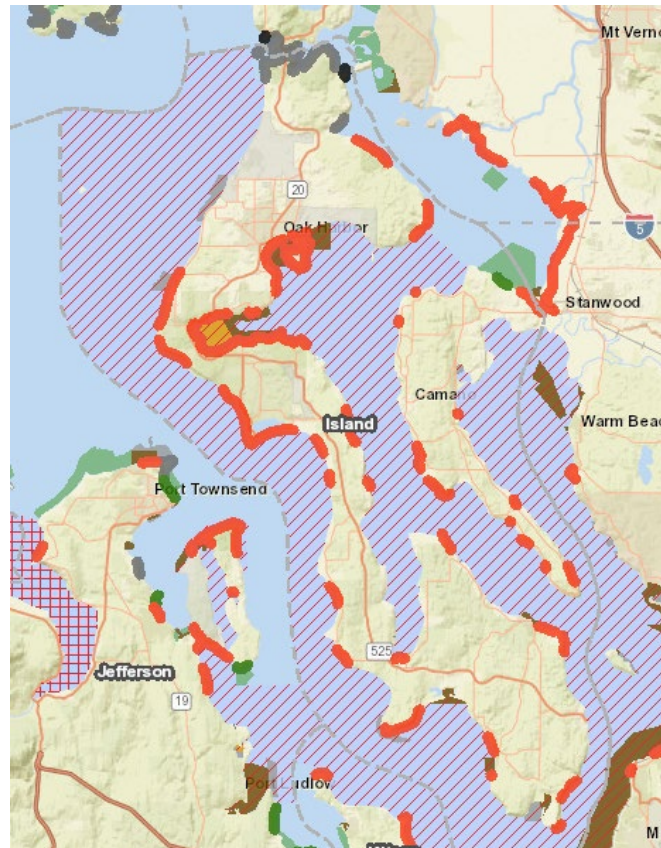 Mt Verno
20
Oak Harbor
5
Stanwood
Camano
Island
Warm Beac
Port Townsend
525
Jefferson
19
Port Ludlow
M